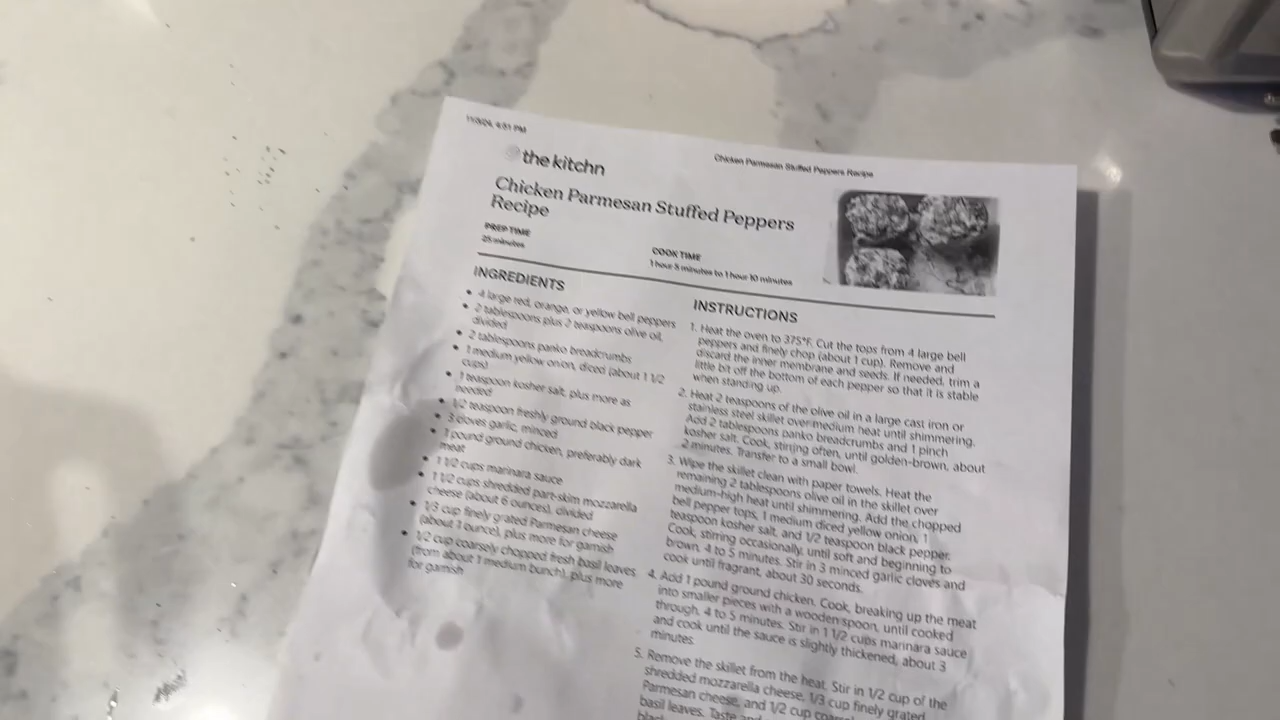 11/3/24, 4:51 PM
Chicken Parmesan Stuffed Peppers Recipe
the kitchn
Chicken Parmesan Stuffed Peppers
Recipe
PREP TIME
25 minutes
COOK TIME
1 hour 5 minutes to 1 hour 10 minutes
INGREDIENTS
• 4 large red, orange, or yellow bell peppers
• 2 tablespoons plus 2 teaspoons olive oil,
divided
• 2 tablespoons panko breadcrumbs
• 1 medium yellow onion, diced (about 1 1/2
cups)
• 1 teaspoon kosher salt, plus more as
needed
• 1/2 teaspoon freshly ground black pepper
• 3 cloves garlic, minced
• 1 pound ground chicken, preferably dark
meat
• 1 1/2 cups marinara sauce
• 1 1/2 cups shredded part-skim mozzarella
cheese (about 6 ounces), divided
• 1/3 cup finely grated Parmesan cheese
(about 1 ounce), plus more for garnish
• 1/2 cup coarsely chopped fresh basil leaves
(from about 1 medium bunch), plus more
for garnish
INSTRUCTIONS
1. Heat the oven to 375°F. Cut the tops from 4 large bell
peppers and finely chop (about 1 cup). Remove and
discard the inner membrane and seeds. If needed, trim a
little bit off the bottom of each pepper so that it is stable
when standing up.
2. Heat 2 teaspoons of the olive oil in a large cast iron or
stainless steel skillet over medium heat until shimmering.
Add 2 tablespoons panko breadcrumbs and 1 pinch
kosher salt. Cook, stirring often, until golden-brown, about
2 minutes. Transfer to a small bowl.
3. Wipe the skillet clean with paper towels. Heat the
remaining 2 tablespoons olive oil in the skillet over
medium-high heat until shimmering. Add the chopped
bell pepper tops, 1 medium diced yellow onion, 1
teaspoon kosher salt, and 1/2 teaspoon black pepper.
Cook, stirring occasionally, until soft and beginning to
brown, 4 to 5 minutes. Stir in 3 minced garlic cloves and
cook until fragrant, about 30 seconds.
4. Add 1 pound ground chicken. Cook, breaking up the meat
into smaller pieces with a wooden spoon, until cooked
through, 4 to 5 minutes. Stir in 1 1/2 cups marinara sauce
and cook until the sauce is slightly thickened, about 3
minutes.
5. Remove the skillet from the heat. Stir in 1/2 cup of the
shredded mozzarella cheese, 1/3 cup finely grated
Parmesan cheese, and 1/2 cup
basil leaves. Taste and